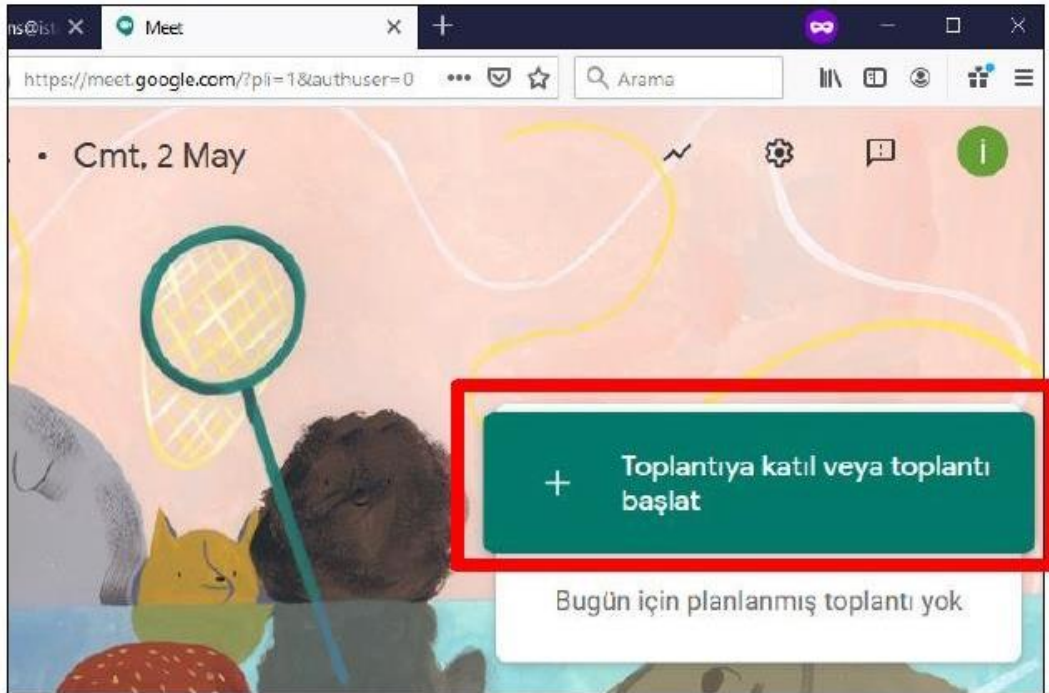 ns@ist
Meet
https://meet.google.com/?pli=1&authuser=0
Arama
• Cmt, 2 May
i
+ Toplantıya katıl veya toplantı
başlat
Bugün için planlanmış toplantı yok